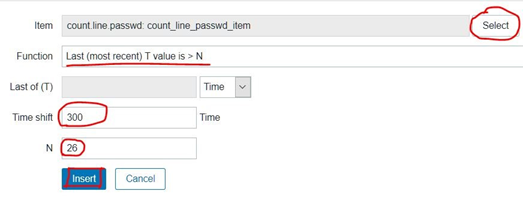 Item count.line.passwd: count_line_passwd_item Select
Function Last (most recent) T value is > N
Last of (T) Time
Time shift 300 Time
N 26
Insert Cancel